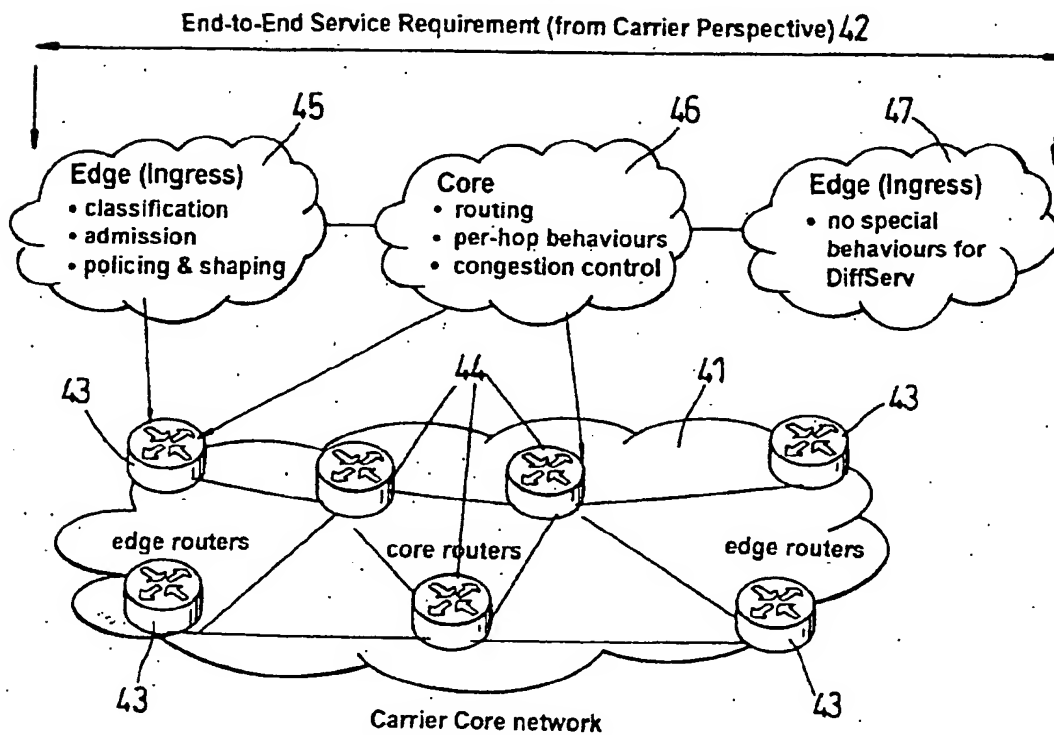 End-to-End Service Requirement (from Carrier Perspective) 42
45
46
47
Edge (Ingress)
• classification
• admission
• policing & shaping
Core
• routing
• per-hop behaviours
• congestion control
Edge (Ingress)
• no special
behaviours for
DiffServ
43
44
41
43
edge routers
core routers
edge routers
43
43
Carrier Core network